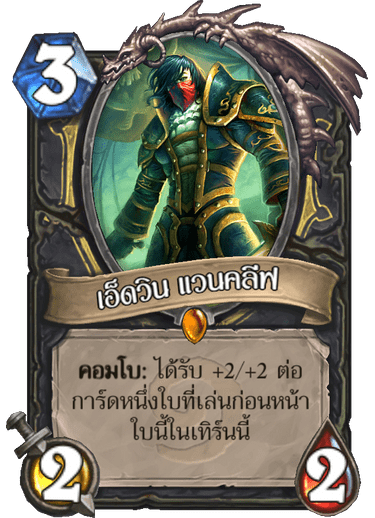 3
เอ็ดวิน แวนคลีฟ
คอมโบ: ได้รับ +2/+2 ต่อ
การ์ดหนึ่งใบที่เล่นก่อนหน้า
ใบนี้ในเทิร์นนี้
2
2